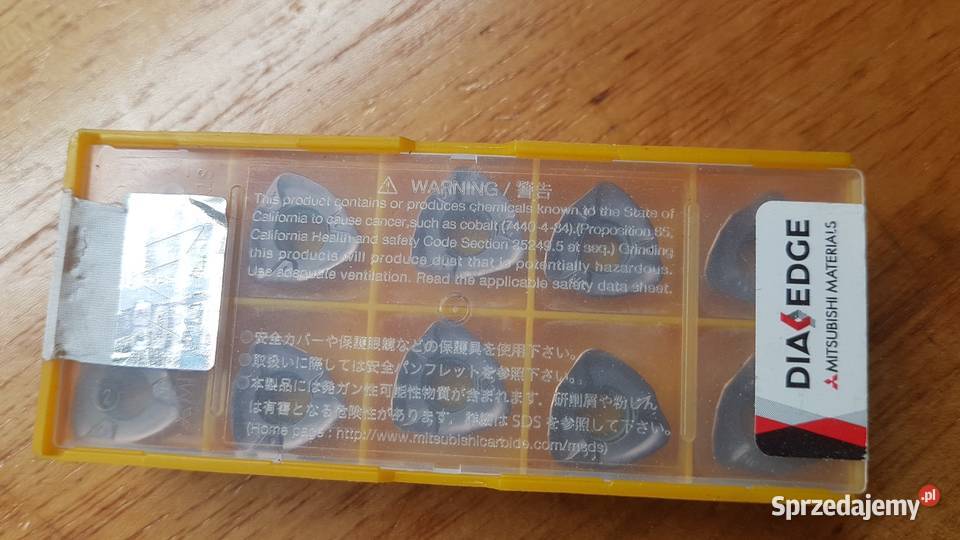 WARNING / 警告
This product contains or produces chemicals known to the State of
California to cause cancer,such as cobalt (7440-4-84).(Proposition 65,
California Health and safety Code Section 25249.5 et seq.) Grinding
this products will produce dust that is potentially hazardous.
Use adequate ventilation. Read the applicable safety data sheet.
安全カバーや保護眼鏡などの保護具を使用下さい。
取扱いに際しては安全パンフレットを参照下さい。
本製品には発ガン性可能性物質が含まれます。研削屑や粉じん
は有害となる危険性があります。詳細は SDS を参照して下さい。
(Home page : http://www.mitsubishicarbide.com/msds)
DIAEDGE
MITSUBISHI MATERIALS
Sprzedajemy.pl